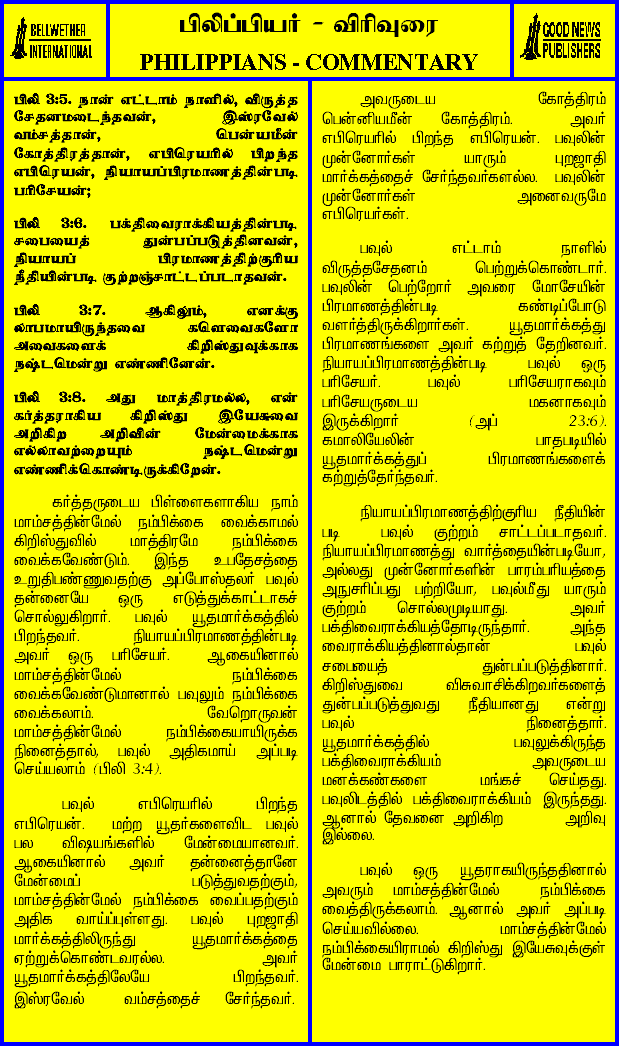 BELLWETHER
INTERNATIONAL
பிலிப்பியர் - விரிவுரை
PHILIPPIANS - COMMENTARY
GOOD NEWS
PUBLISHERS
பிலி 3:5. நான் எட்டாம் நாளில், விருத்த
சேதனமடைந்தவன், இஸ்ரவேல்
வம்சத்தான், பென்யமீன்
கோத்திரத்தான், எபிரெயரில் பிறந்த
எபிரெயன், நியாயப்பிரமாணத்தின்படி
பரிசேயன்;
பிலி 3:6. பக்திவைராக்கியத்தின்படி,
சபையைத் துன்பப்படுத்தினவன்,
நியாயப் பிரமாணத்திற்குரிய
நீதியின்படி, குற்றஞ்சாட்டப்படாதவன்.
பிலி 3:7. ஆகிலும், எனக்கு
லாபமாயிருந்தவை களெவைகளோ
அவைகளைக் கிறிஸ்துவுக்காக
நஷ்டமென்று எண்ணினேன்.
பிலி 3:8. அது மாத்திரமல்ல, என்
கர்த்தராகிய கிறிஸ்து இயேசுவை
அறிகிற அறிவின் மேன்மைக்காக
எல்லாவற்றையும் நஷ்டமென்று
எண்ணிக்கொண்டிருக்கிறேன்.
கர்த்தருடைய பிள்ளைகளாகிய நாம்
மாம்சத்தின்மேல் நம்பிக்கை வைக்காமல்
கிறிஸ்துவில் மாத்திரமே நம்பிக்கை
வைக்கவேண்டும். இந்த உபதேசத்தை
உறுதிபண்ணுவதற்கு அப்போஸ்தலர் பவுல்
தன்னையே ஒரு எடுத்துக்காட்டாகச்
சொல்லுகிறார். பவுல் யூதமார்க்கத்தில்
பிறந்தவர். நியாயப்பிரமாணத்தின்படி
அவர் ஒரு பரிசேயர். ஆகையினால்
மாம்சத்தின்மேல் நம்பிக்கை
வைக்கவேண்டுமானால் பவுலும் நம்பிக்கை
வைக்கலாம். வேறொருவன்
மாம்சத்தின்மேல் நம்பிக்கையாயிருக்க
நினைத்தால், பவுல் அதிகமாய் அப்படி
செய்யலாம் (பிலி 3:4).
பவுல் எபிரெயரில் பிறந்த
எபிரெயன். மற்ற யூதர்களைவிட பவுல்
பல விஷயங்களில் மேன்மையானவர்.
ஆகையினால் அவர் தன்னைத்தானே
மேன்மைப் படுத்துவதற்கும்,
மாம்சத்தின்மேல் நம்பிக்கை வைப்பதற்கும்
அதிக வாய்ப்புள்ளது. பவுல் புறஜாதி
மார்க்கத்திலிருந்து யூதமார்க்கத்தை
ஏற்றுக்கொண்டவரல்ல. அவர்
யூதமார்க்கத்திலேயே பிறந்தவர்.
இஸ்ரவேல் வம்சத்தைச் சேர்ந்தவர்.
அவருடைய கோத்திரம்
பென்னியமீன் கோத்திரம். அவர்
எபிரெயரில் பிறந்த எபிரெயன். பவுலின்
முன்னோர்கள் யாரும் புறஜாதி
மார்க்கத்தைச் சேர்ந்தவர்களல்ல. பவுலின்
முன்னோர்கள் அனைவருமே
எபிரெயர்கள்.
பவுல் எட்டாம் நாளில்
விருத்தசேதனம் பெற்றுக்கொண்டார்.
பவுலின் பெற்றோர் அவரை மோசேயின்
பிரமாணத்தின்படி கண்டிப்போடு
வளர்த்திருக்கிறார்கள். யூதமார்க்கத்து
பிரமாணங்களை அவர் கற்றுத் தேறினவர்.
நியாயப்பிரமாணத்தின்படி பவுல் ஒரு
பரிசேயர். பவுல் பரிசேயராகவும்
பரிசேயருடைய மகனாகவும்
இருக்கிறார் (அப் 23:6).
கமாலியேலின் பாதபடியில்
யூதமார்க்கத்துப் பிரமாணங்களைக்
கற்றுத்தேர்ந்தவர்.
நியாயப்பிரமாணத்திற்குரிய நீதியின்
படி பவுல் குற்றம் சாட்டப்படாதவர்.
நியாயப்பிரமாணத்து வார்த்தையின்படியோ,
அல்லது முன்னோர்களின் பாரம்பரியத்தை
அநுசரிப்பது பற்றியோ, பவுல்மீது யாரும்
குற்றம் சொல்லமுடியாது. அவர்
பக்திவைராக்கியத்தோடிருந்தார். அந்த
வைராக்கியத்தினால்தான் பவுல்
சபையைத் துன்பப்படுத்தினார்.
கிறிஸ்துவை விசுவாசிக்கிறவர்களைத்
துன்பப்படுத்துவது நீதியானது என்று
பவுல் நினைத்தார்.
யூதமார்க்கத்தில் பவுலுக்கிருந்த
பக்திவைராக்கியம் அவருடைய
மனக்கண்களை மங்கச் செய்தது.
பவுலிடத்தில் பக்திவைராக்கியம் இருந்தது.
ஆனால் தேவனை அறிகிற அறிவு
இல்லை.
பவுல் ஒரு யூதராகயிருந்ததினால்
அவரும் மாம்சத்தின்மேல் நம்பிக்கை
வைத்திருக்கலாம். ஆனால் அவர் அப்படி
செய்யவில்லை. மாம்சத்தின்மேல்
நம்பிக்கையிராமல் கிறிஸ்து இயேசுவுக்குள்
மேன்மை பாராட்டுகிறார்.